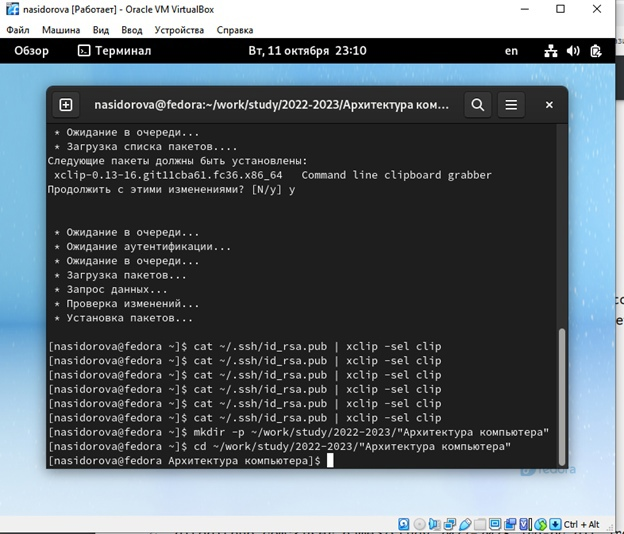 nasidorova [Работает] - Oracle VM VirtualBox
Файл Машина Вид Ввод Устройства Справка
Обзор Терминал Вт, 11 октября 23:10 en
nasidorova@fedora:~/work/study/2022-2023/Архитектура ком...
* Ожидание в очереди...
* Загрузка списка пакетов....
Следующие пакеты должны быть установлены:
xclip-0.13-16.git11cba61.fc36.x86_64 Command line clipboard grabber
Продолжить с этими изменениями? [N/y] y
* Ожидание в очереди...
* Ожидание аутентификации...
* Ожидание в очереди...
* Загрузка пакетов...
* Запрос данных...
* Проверка изменений...
* Установка пакетов...
[nasidorova@fedora ~]$ cat ~/.ssh/id_rsa.pub | xclip -sel clip
[nasidorova@fedora ~]$ cat ~/.ssh/id_rsa.pub | xclip -sel clip
[nasidorova@fedora ~]$ cat ~/.ssh/id_rsa.pub | xclip -sel clip
[nasidorova@fedora ~]$ cat ~/.ssh/id_rsa.pub | xclip -sel clip
[nasidorova@fedora ~]$ cat ~/.ssh/id_rsa.pub | xclip -sel clip
[nasidorova@fedora ~]$ cat ~/.ssh/id_rsa.pub | xclip -sel clip
[nasidorova@fedora ~]$ mkdir -p ~/work/study/2022-2023/"Архитектура компьютера"
[nasidorova@fedora ~]$ cd ~/work/study/2022-2023/"Архитектура компьютера"
[nasidorova@fedora Архитектура компьютера]$
fedora
Ctrl + Alt